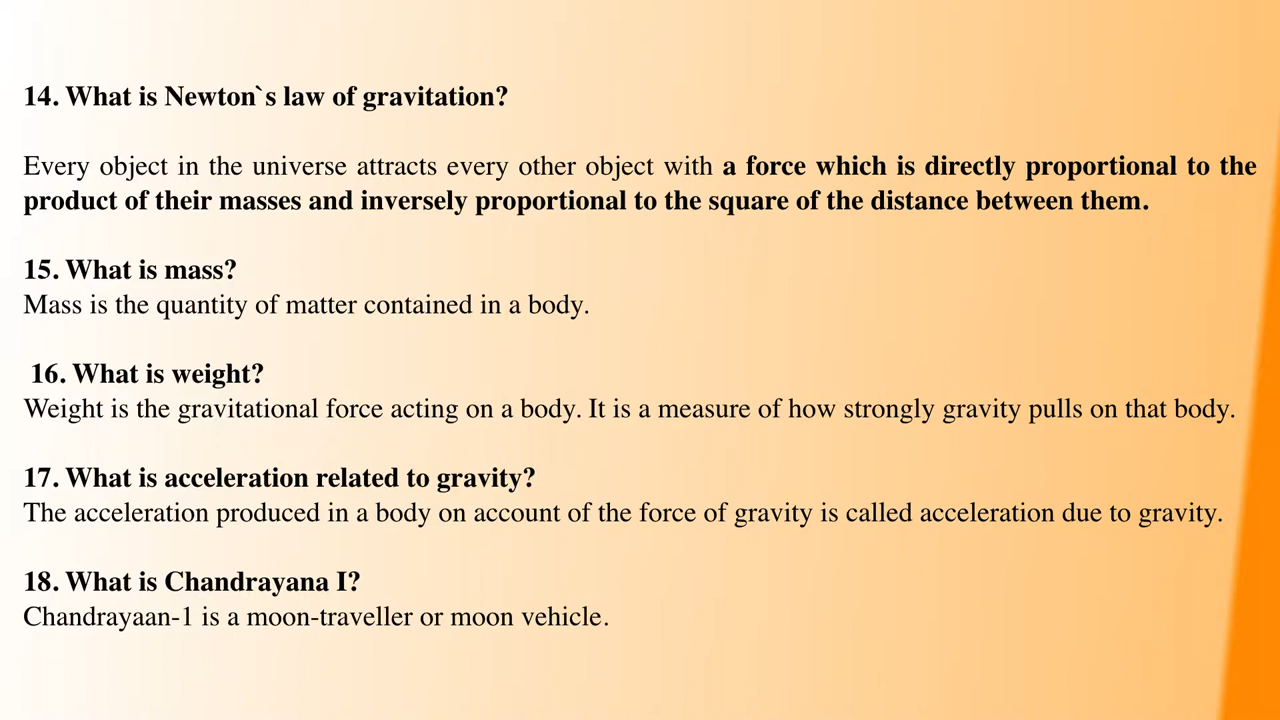 14. What is Newton`s law of gravitation?
Every object in the universe attracts every other object with a force which is directly proportional to the
product of their masses and inversely proportional to the square of the distance between them.
15. What is mass?
Mass is the quantity of matter contained in a body.
16. What is weight?
Weight is the gravitational force acting on a body. It is a measure of how strongly gravity pulls on that body.
17. What is acceleration related to gravity?
The acceleration produced in a body on account of the force of gravity is called acceleration due to gravity.
18. What is Chandrayana I?
Chandrayaan-1 is a moon-traveller or moon vehicle.